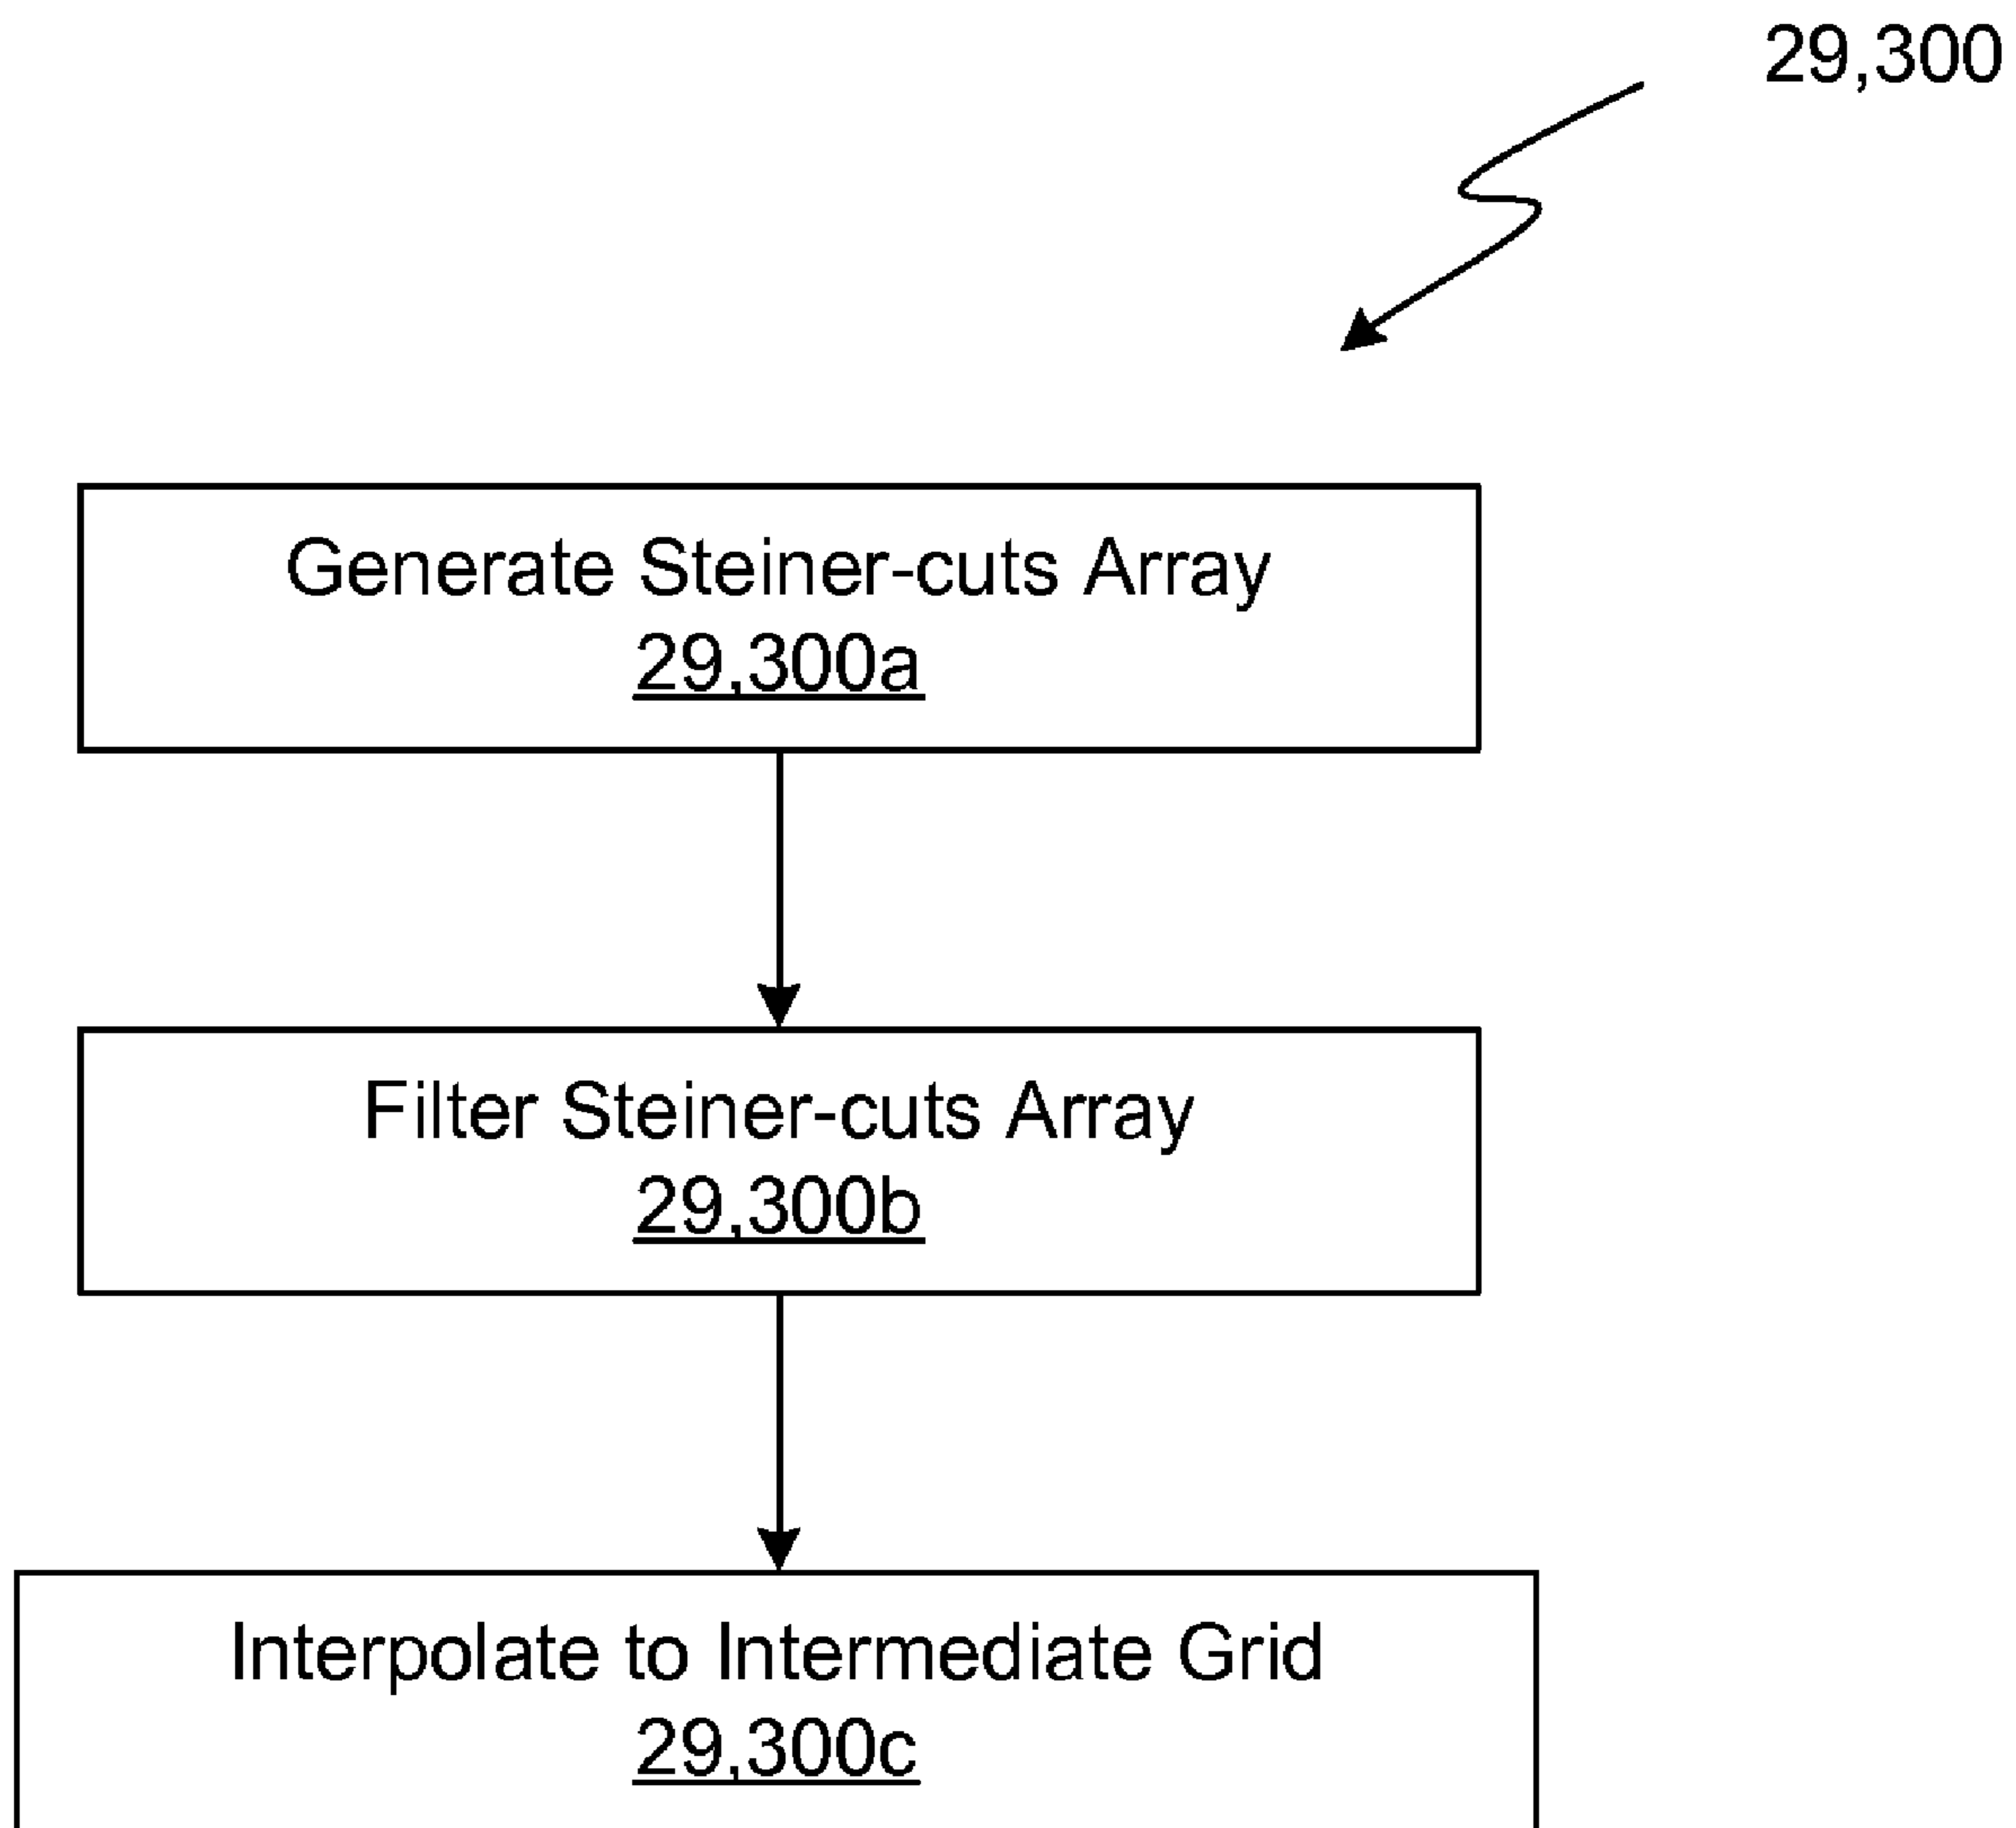 29,300
Generate Steiner-cuts Array
29,300a
Filter Steiner-cuts Array
29,300b
Interpolate to Intermediate Grid
29,300c